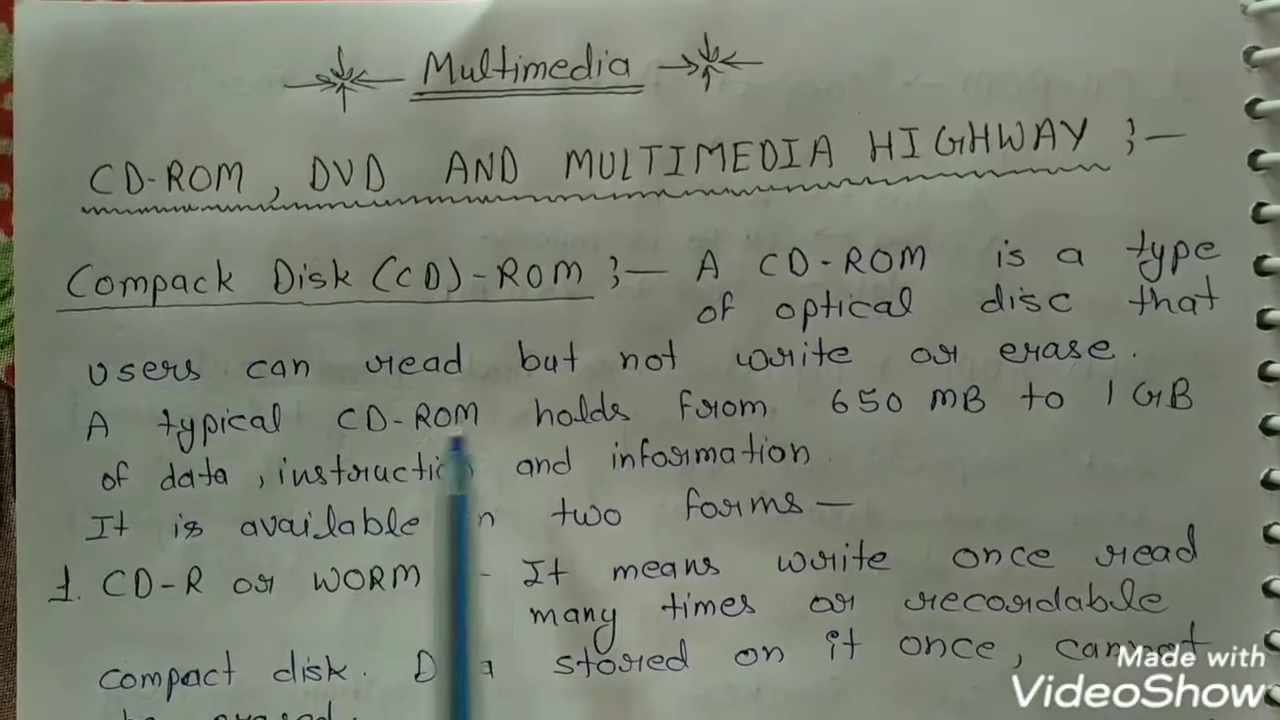 Multimedia
CD-ROM, DVD AND MULTIMEDIA HIGHWAY ;-
Compack Disk (CD)-ROM ;- A CD-ROM is a type
of optical disc that
users can read but not write or erase.
A typical CD-ROM holds from 650 MB to 1 GB
of data, and information
It is available two forms-
1. CD-R or WORM - It means write once read
many times or recordable
compact disk. stored on it once, cannot
Made with
VideoShow